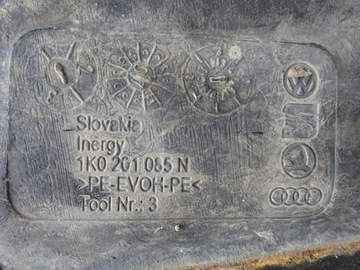 Slovakia
Inergy
1K0 201 085 N
>PE-EVOH-PE<
Tool Nr.: 3